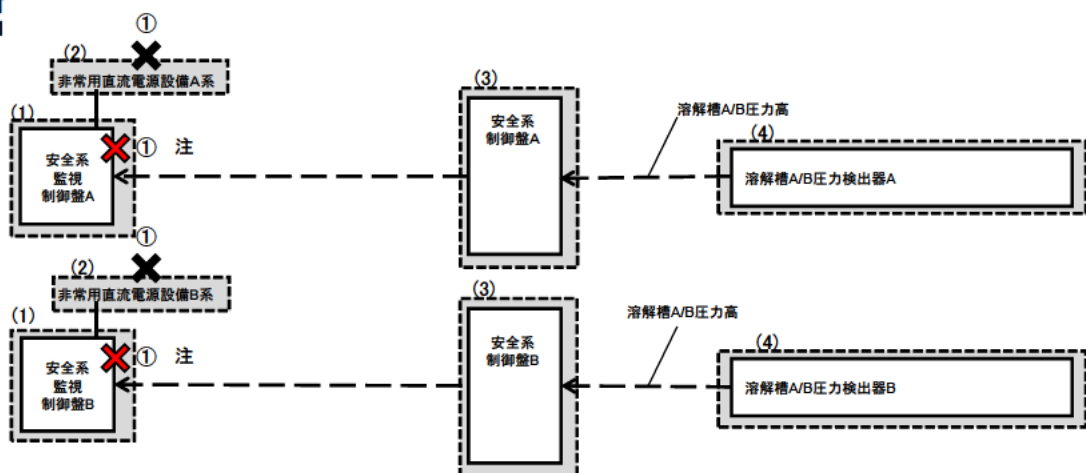 ①
(2)
非常用直流電源設備A系
(1)
安全系
監視
制御盤A
① 注
(3)
安全系
制御盤A
溶解槽A/B圧力高
(4)
溶解槽A/B圧力検出器A
①
(2)
非常用直流電源設備B系
(1)
安全系
監視
制御盤B
① 注
(3)
安全系
制御盤B
溶解槽A/B圧力高
(4)
溶解槽A/B圧力検出器B